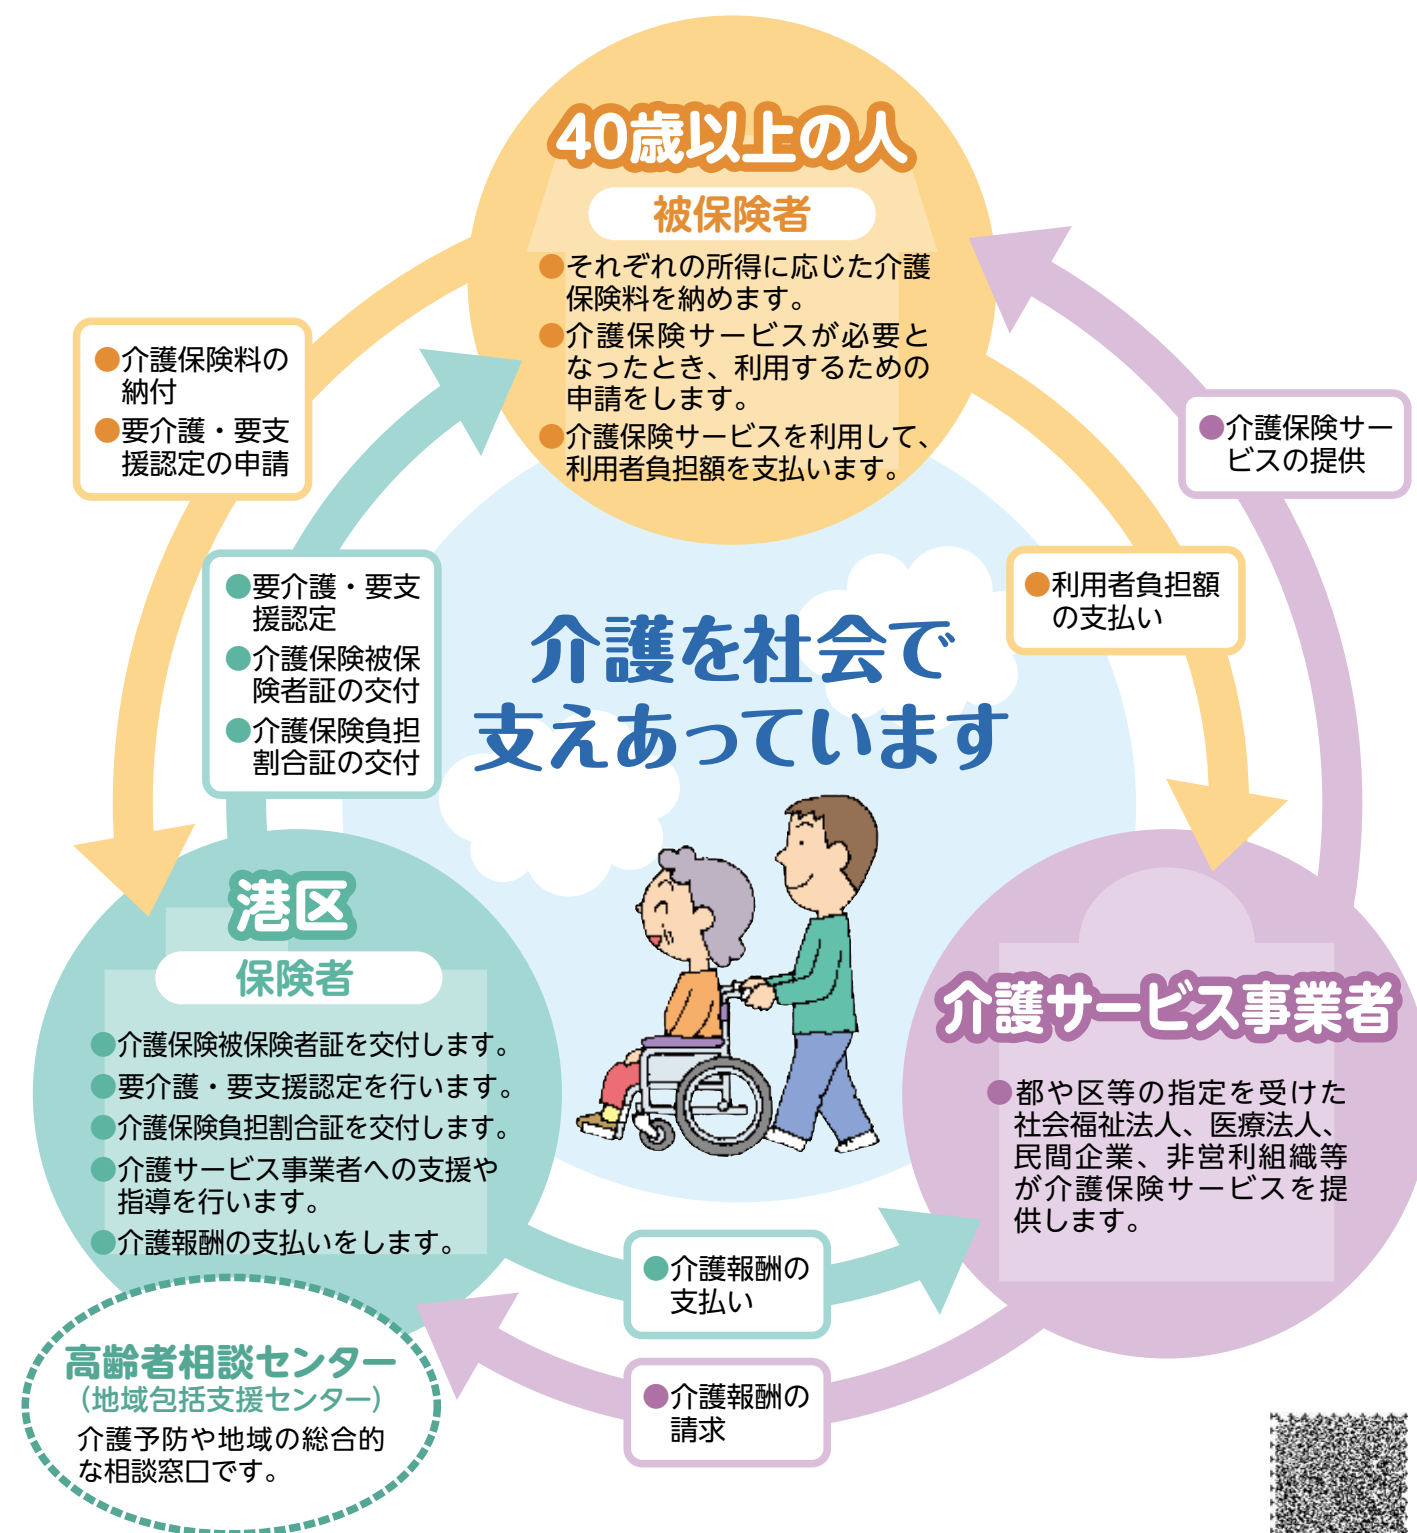 40歳以上の人
被保険者
●それぞれの所得に応じた介護
保険料を納めます。
●介護保険サービスが必要と
なったとき、利用するための
申請をします。
●介護保険サービスを利用して、
利用者負担額を支払います。
●介護保険料の
納付
●要介護・要支
援認定の申請
●介護保険サー
ビスの提供
●要介護・要支
援認定
●介護保険被保
険者証の交付
●介護保険負担
割合証の交付
●利用者負担額
の支払い
介護を社会で
支えあっています
港区
保険者
●介護保険被保険者証を交付します。
●要介護・要支援認定を行います。
●介護保険負担割合証を交付します。
●介護サービス事業者への支援や
指導を行います。
●介護報酬の支払いをします。
介護サービス事業者
●都や区等の指定を受けた
社会福祉法人、医療法人、
民間企業、非営利組織等
が介護保険サービスを提
供します。
●介護報酬の
支払い
●介護報酬の
請求
高齢者相談センター
（地域包括支援センター）
介護予防や地域の総合的
な相談窓口です。